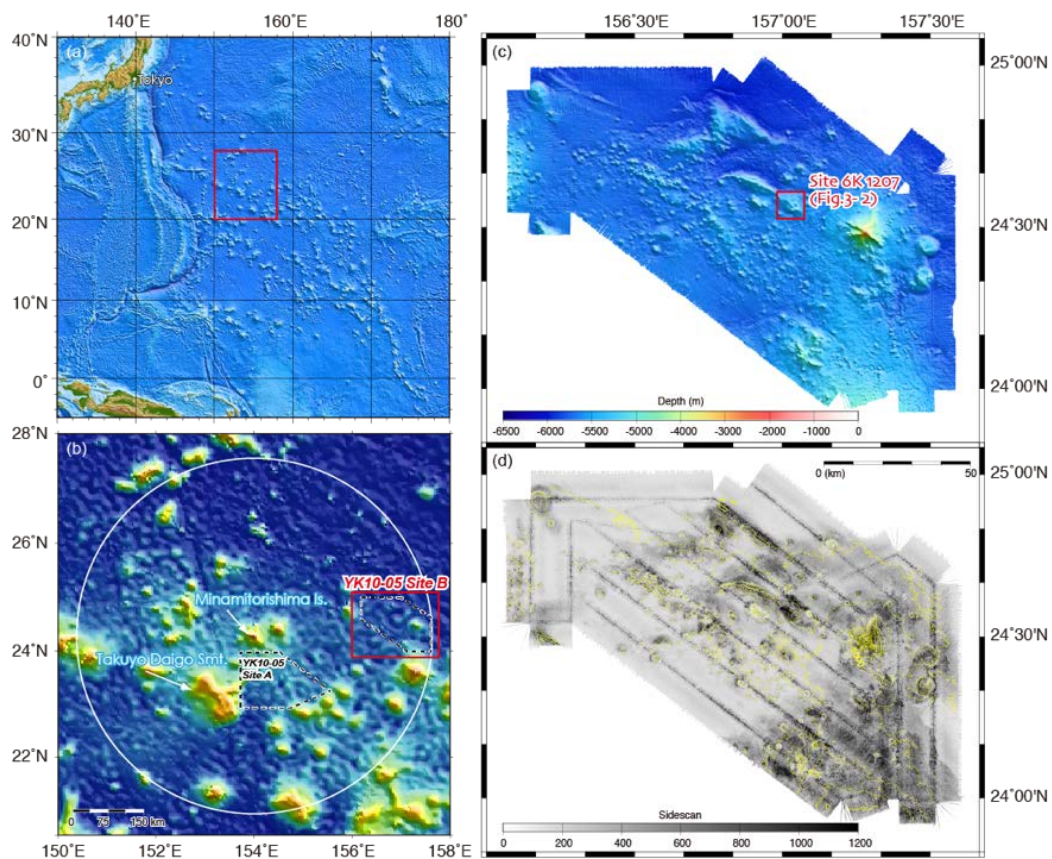 140°E 160°E 180°
40°N
30°N
20°N
10°N
0°
(a)
Tokyo
156°30'E 157°00'E 157°30'E
25°00'N
24°30'N
24°00'N
(c)
Site 6K 1207
(Fig.3- 2)
Depth (m)
-6500 -6000 -5000 -4000 -3000 -2000 -1000 0
28°N
26°N
24°N
22°N
(b)
YK10-05 Site B
Minamitorishima Is.
Takuyo Daigo Smt.
YK10-05
Site A
0 75 150 km
150°E 152°E 154°E 156°E 158°E
(d)
0 (km) 50
25°00'N
24°30'N
24°00'N
Sidescan
0 200 400 600 800 1000 1200